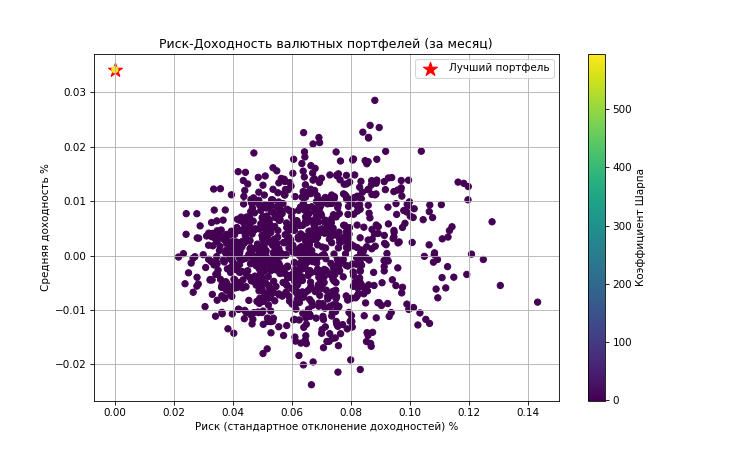 Риск-Доходность валютных портфелей (за месяц)
Лучший портфель
Средняя доходность %
0.03
0.02
0.01
0.00
−0.01
−0.02
0.00 0.02 0.04 0.06 0.08 0.10 0.12 0.14
Риск (стандартное отклонение доходностей) %
500
400
300
200
100
0
Коэффициент Шарпа